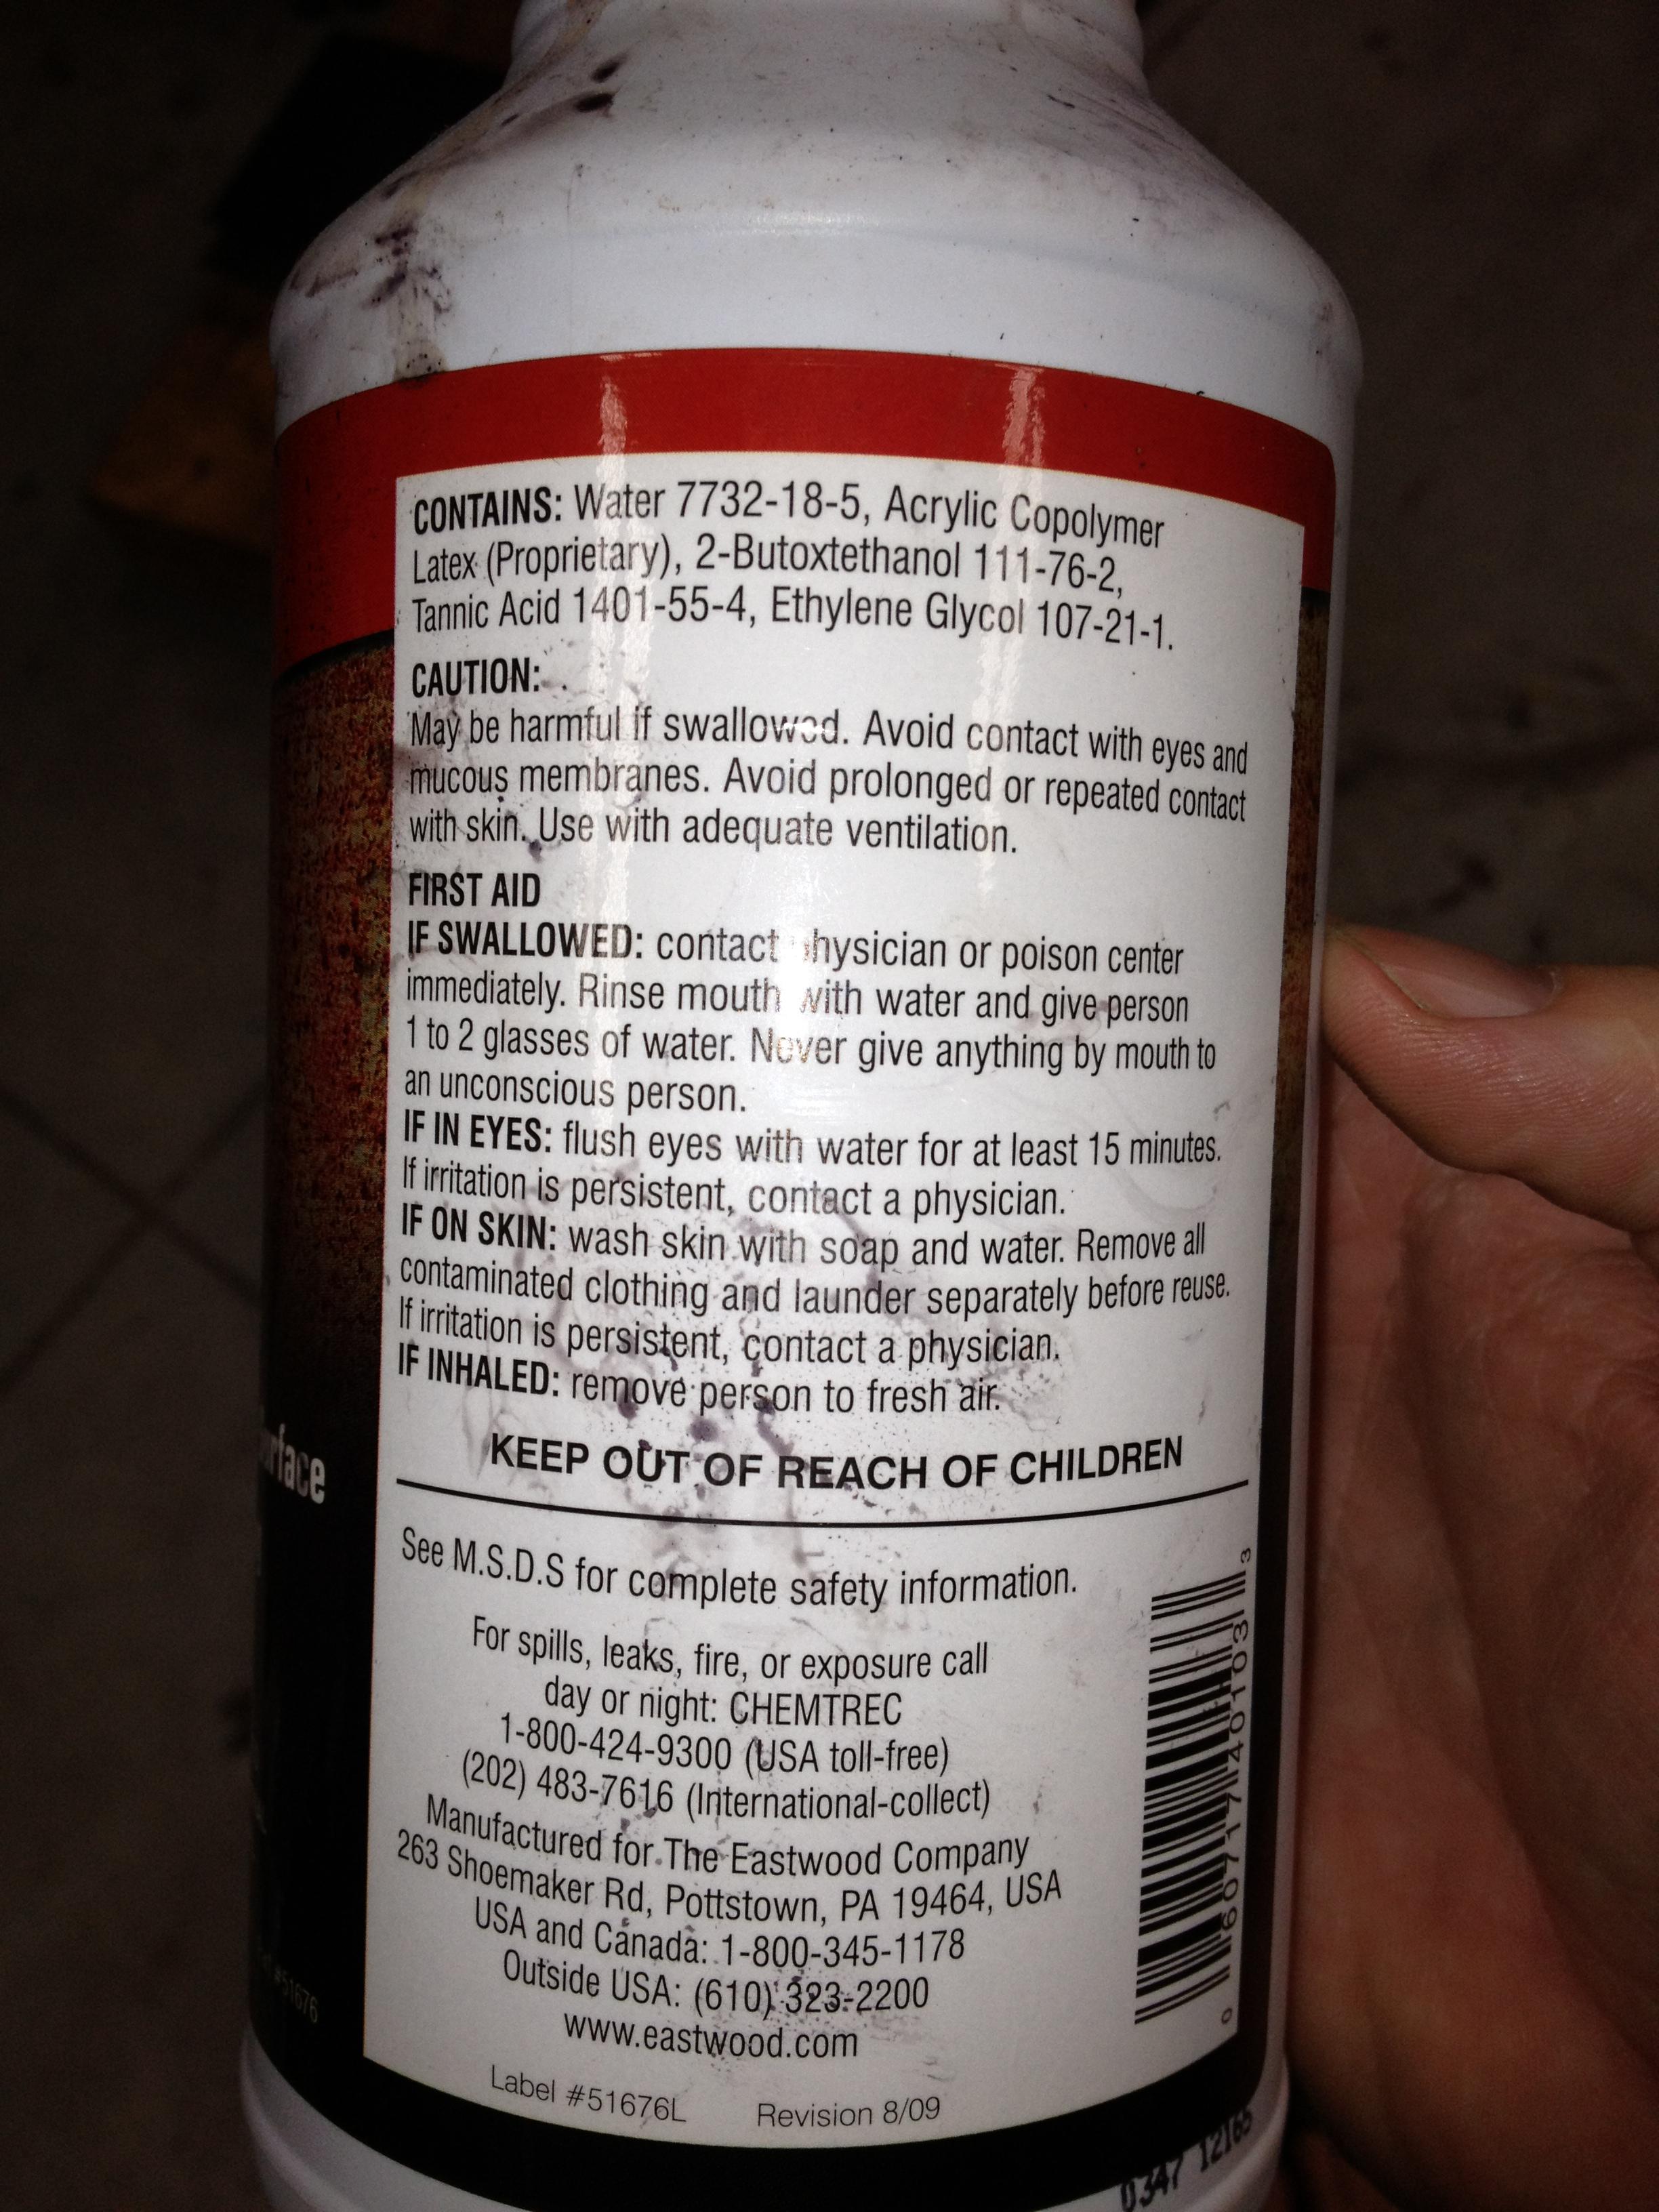 CONTAINS: Water 7732-18-5, Acrylic Copolymer
Latex (Proprietary), 2-Butoxtethanol 111-76-2,
Tannic Acid 1401-55-4, Ethylene Glycol 107-21-1.
CAUTION:
May be harmful if swallowed. Avoid contact with eyes and
mucous membranes. Avoid prolonged or repeated contact
with skin. Use with adequate ventilation.
FIRST AID
IF SWALLOWED: contact physician or poison center
immediately. Rinse mouth with water and give person
1 to 2 glasses of water. Never give anything by mouth to
an unconscious person.
IF IN EYES: flush eyes with water for at least 15 minutes.
If irritation is persistent, contact a physician.
IF ON SKIN: wash skin with soap and water. Remove all
contaminated clothing and launder separately before reuse.
If irritation is persistent, contact a physician.
IF INHALED: remove person to fresh air.
KEEP OUT OF REACH OF CHILDREN
See M.S.D.S for complete safety information.
For spills, leaks, fire, or exposure call
day or night: CHEMTREC
1-800-424-9300 (USA toll-free)
(202) 483-7616 (International-collect)
Manufactured for The Eastwood Company
263 Shoemaker Rd, Pottstown, PA 19464, USA
USA and Canada: 1-800-345-1178
Outside USA: (610) 323-2200
www.eastwood.com
Label #51676L Revision 8/09
0 60717 40103 3
#51676
0347 12165